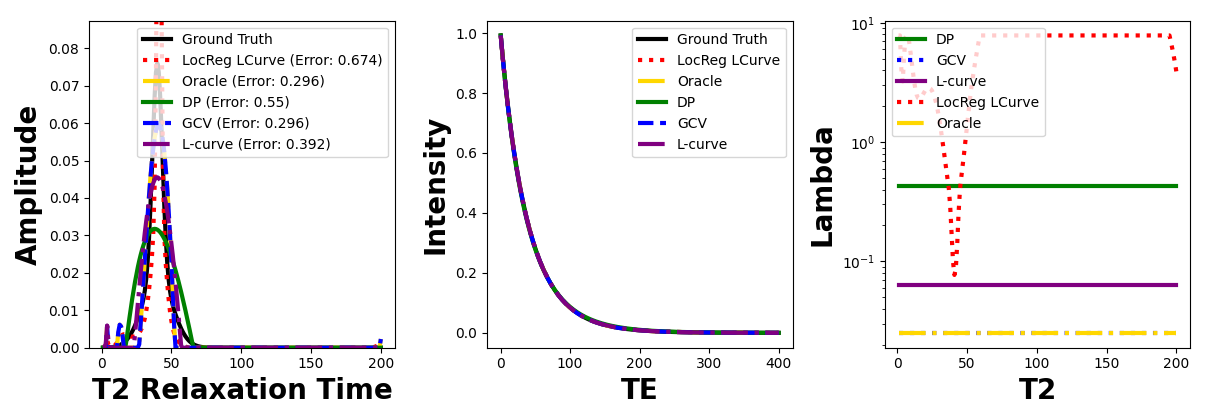 Amplitude
0.08
0.07
0.06
0.05
0.04
0.03
0.02
0.01
0.00
0
50
100
150
200
T2 Relaxation Time
Ground Truth
LocReg LCurve (Error: 0.674)
Oracle (Error: 0.296)
DP (Error: 0.55)
GCV (Error: 0.296)
L-curve (Error: 0.392)
Intensity
1.0
0.8
0.6
0.4
0.2
0.0
0
100
200
300
400
TE
Ground Truth
LocReg LCurve
Oracle
DP
GCV
L-curve
Lambda
10¹
10⁰
10⁻¹
0
50
100
150
200
T2
DP
GCV
L-curve
LocReg LCurve
Oracle